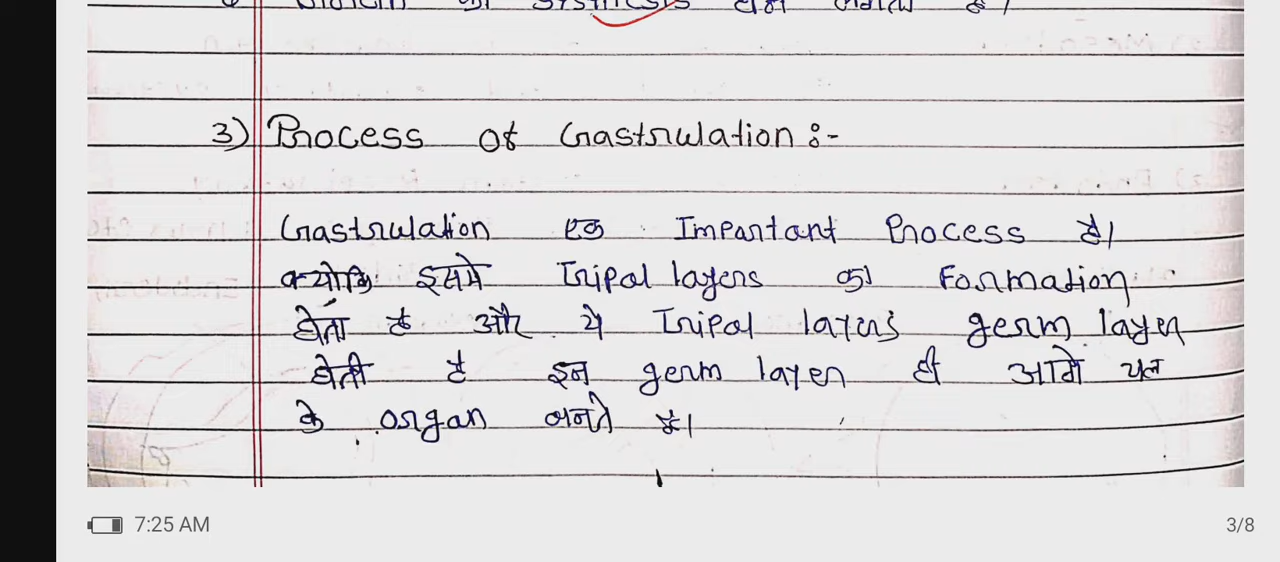 3) Process of Gastrulation :-
Gastrulation एक Important Process है।
क्योकि इसमे Tripal layers का Formation
होता है और ये Tripal layers germ layer
होती है इन germ layer से ही आगे चल
के organ बनते है।
7:25 AM
3/8